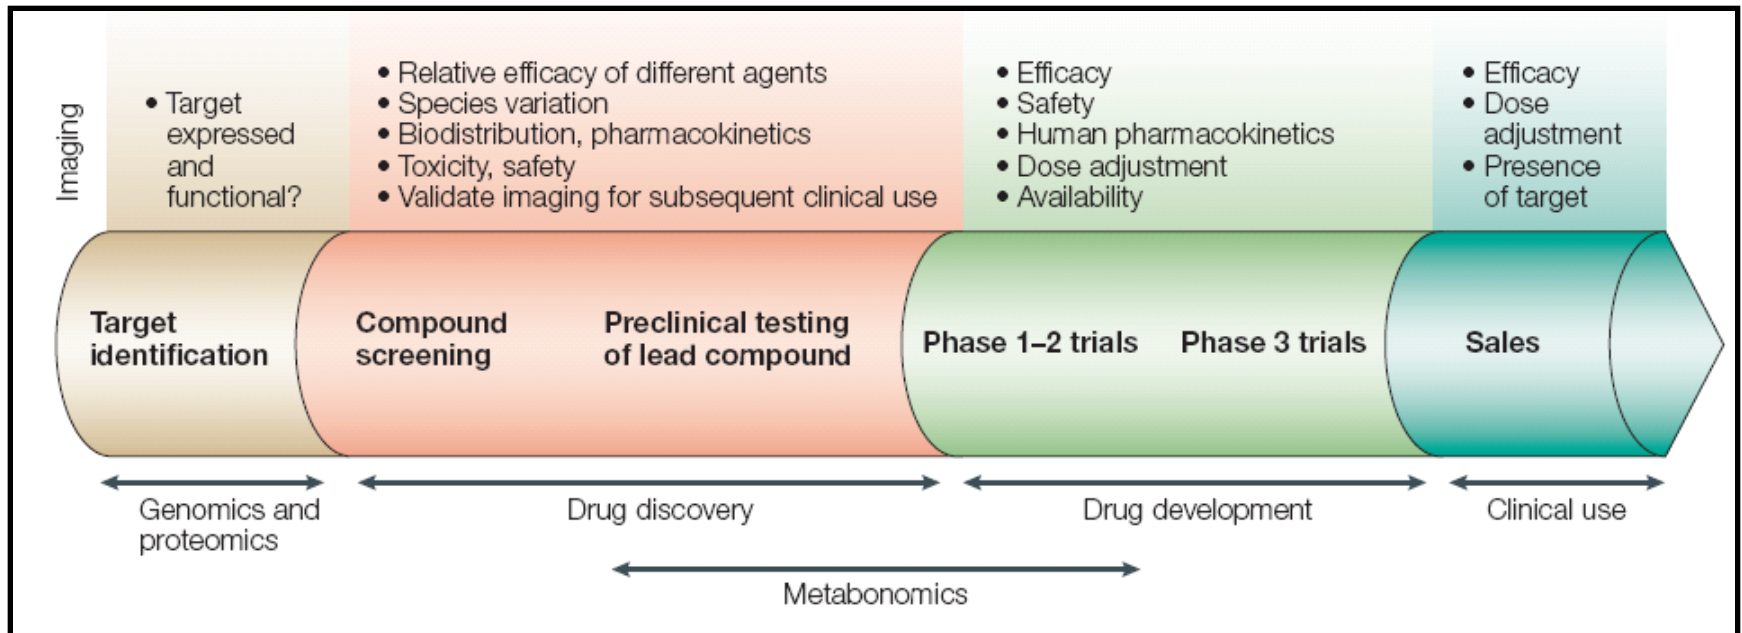 Imaging
• Target
expressed
and
functional?
• Relative efficacy of different agents
• Species variation
• Biodistribution, pharmacokinetics
• Toxicity, safety
• Validate imaging for subsequent clinical use
• Efficacy
• Safety
• Human pharmacokinetics
• Dose adjustment
• Availability
• Efficacy
• Dose
adjustment
• Presence
of target
Target
identification
Compound
screening
Preclinical testing
of lead compound
Phase 1–2 trials
Phase 3 trials
Sales
Genomics and
proteomics
Drug discovery
Drug development
Clinical use
Metabonomics